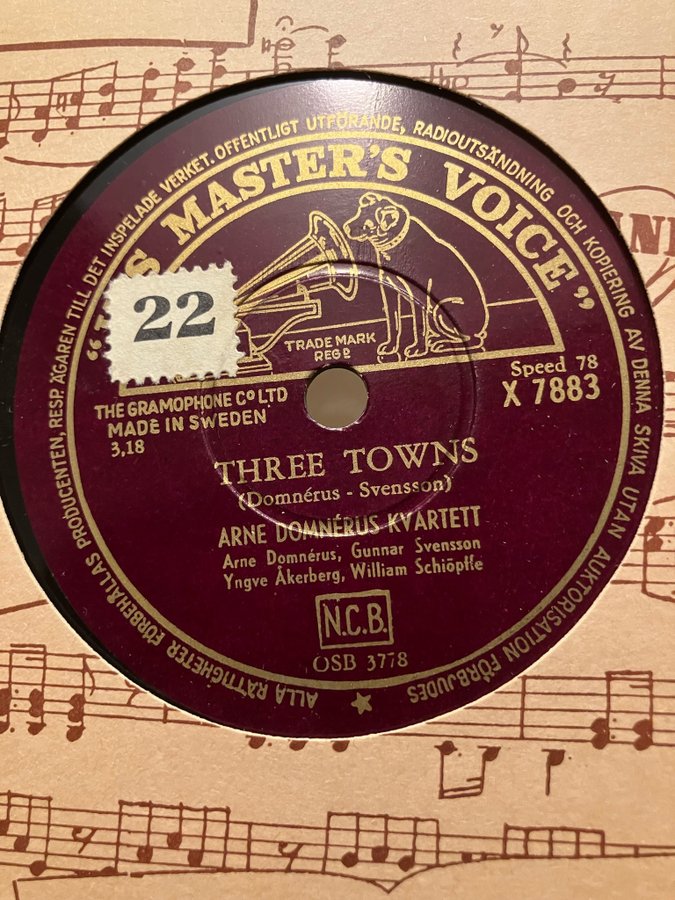 ALLA RÄTTIGHETER FÖRBEHÅLLAS PRODUCENTEN, RESP. ÄGAREN TILL DET INSPELADE VERKET. OFFENTLIGT UTFÖRANDE, RADIOUTSÄNDNING OCH KOPIERING AV DENNA SKIVA UTAN AUKTORISATION FÖRBJUDES
MASTER'S VOICE"
22
TRADE MARK
REGD
Speed 78
THE GRAMOPHONE CO LTD
X 7883
MADE IN SWEDEN
3,18
THREE TOWNS
(Domnérus - Svensson)
ARNE DOMNÉRUS KVARTETT
Arne Domnérus, Gunnar Svensson
Yngve Åkerberg, William Schiöpffe
N.C.B.
OSB 3778